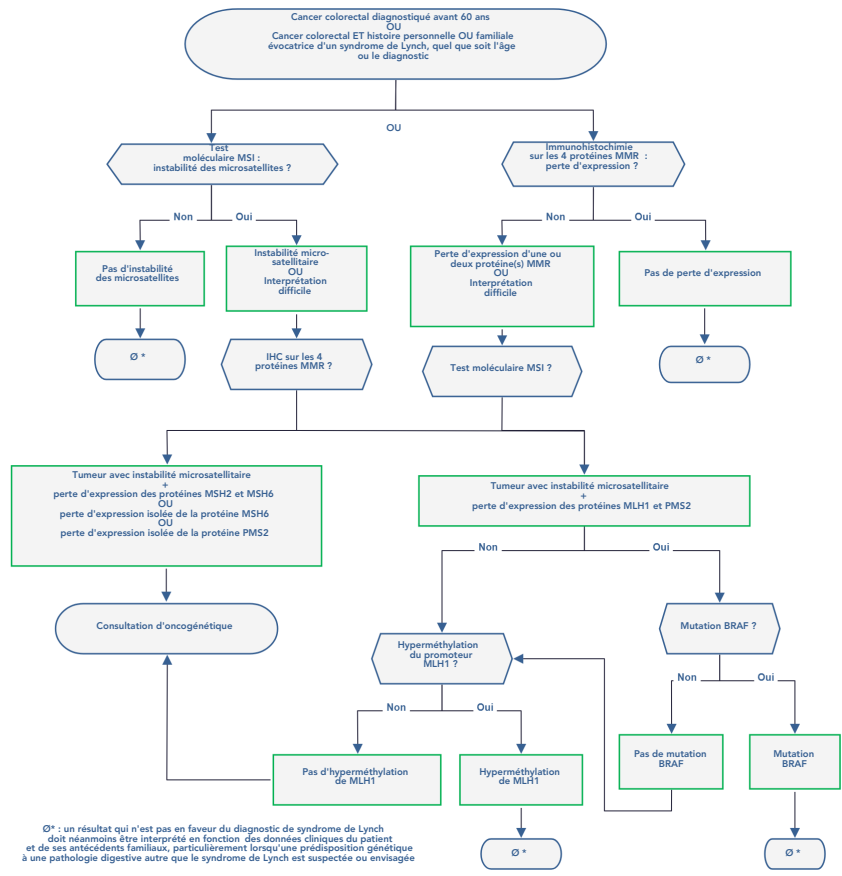 Cancer colorectal diagnostiqué avant 60 ans
OU
Cancer colorectal ET histoire personnelle OU familiale
évocatrice d'un syndrome de Lynch, quel que soit l'âge
ou le diagnostic
OU
Test
moléculaire MSI :
instabilité des microsatellites ?
Immunohistochimie
sur les 4 protéines MMR :
perte d'expression ?
Non
Oui
Non
Oui
Pas d'instabilité
des microsatellites
Instabilité micro-
satellitaire
OU
Interprétation
difficile
Perte d'expression d'une ou
deux protéine(s) MMR
OU
Interprétation
difficile
Pas de perte d'expression
Ø *
IHC sur les 4
protéines MMR ?
Test moléculaire MSI ?
Ø *
Tumeur avec instabilité microsatellitaire
+
perte d'expression des protéines MSH2 et MSH6
OU
perte d'expression isolée de la protéine MSH6
OU
perte d'expression isolée de la protéine PMS2
Tumeur avec instabilité microsatellitaire
+
perte d'expression des protéines MLH1 et PMS2
Non
Oui
Consultation d'oncogénétique
Hyperméthylation
du promoteur
MLH1 ?
Mutation BRAF ?
Non
Oui
Non
Oui
Pas d'hyperméthylation
de MLH1
Hyperméthylation
de MLH1
Pas de mutation
BRAF
Mutation
BRAF
Ø *
Ø *
Ø* : un résultat qui n'est pas en faveur du diagnostic de syndrome de Lynch
doit néanmoins être interprété en fonction des données cliniques du patient
et de ses antécédents familiaux, particulièrement lorsqu'une prédisposition génétique
à une pathologie digestive autre que le syndrome de Lynch est suspectée ou envisagée